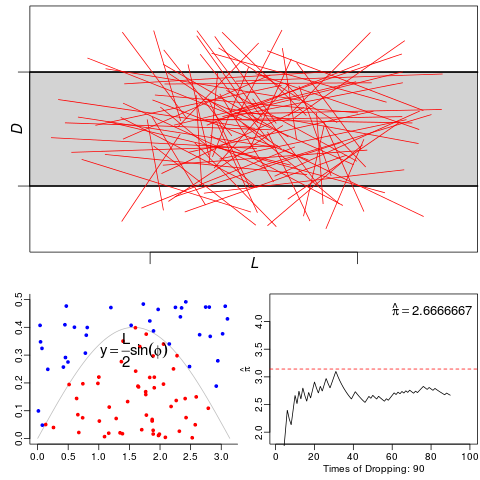 D
L
0.0 0.1 0.2 0.3 0.4 0.5
y = L/2 sin(ϕ)
0.0 0.5 1.0 1.5 2.0 2.5 3.0
π̂ = 2.6666667
π̂
2.0 2.5 3.0 3.5 4.0
0 20 40 60 80 100
Times of Dropping: 90